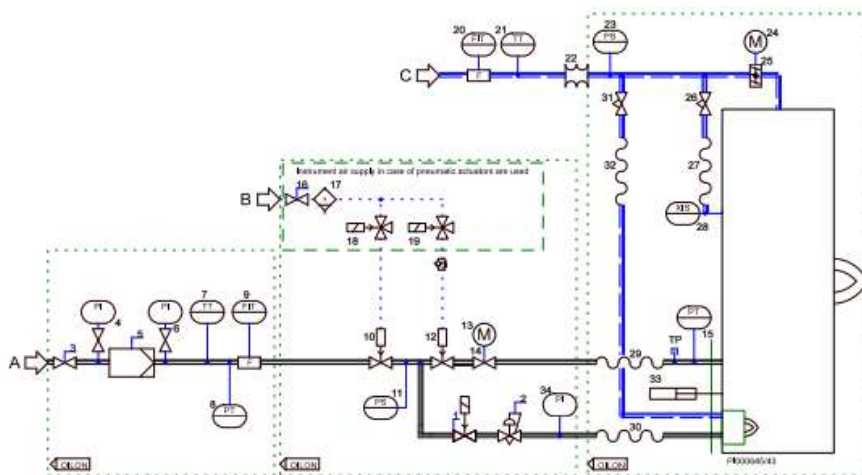 20
FIT
21
TT
22
23
PS
24
M
25
C
F
31
26
32
27
Instrument air supply in case of pneumatic actuators are used
16
17
B
18
19
XIS
28
PI
4
5
PI
6
7
TT
9
FIT
10
12
13
M
14
PT
15
A
3
F
TP
29
8
PT
PS
11
33
1
2
34
PI
30
OILON
OILON
OILON